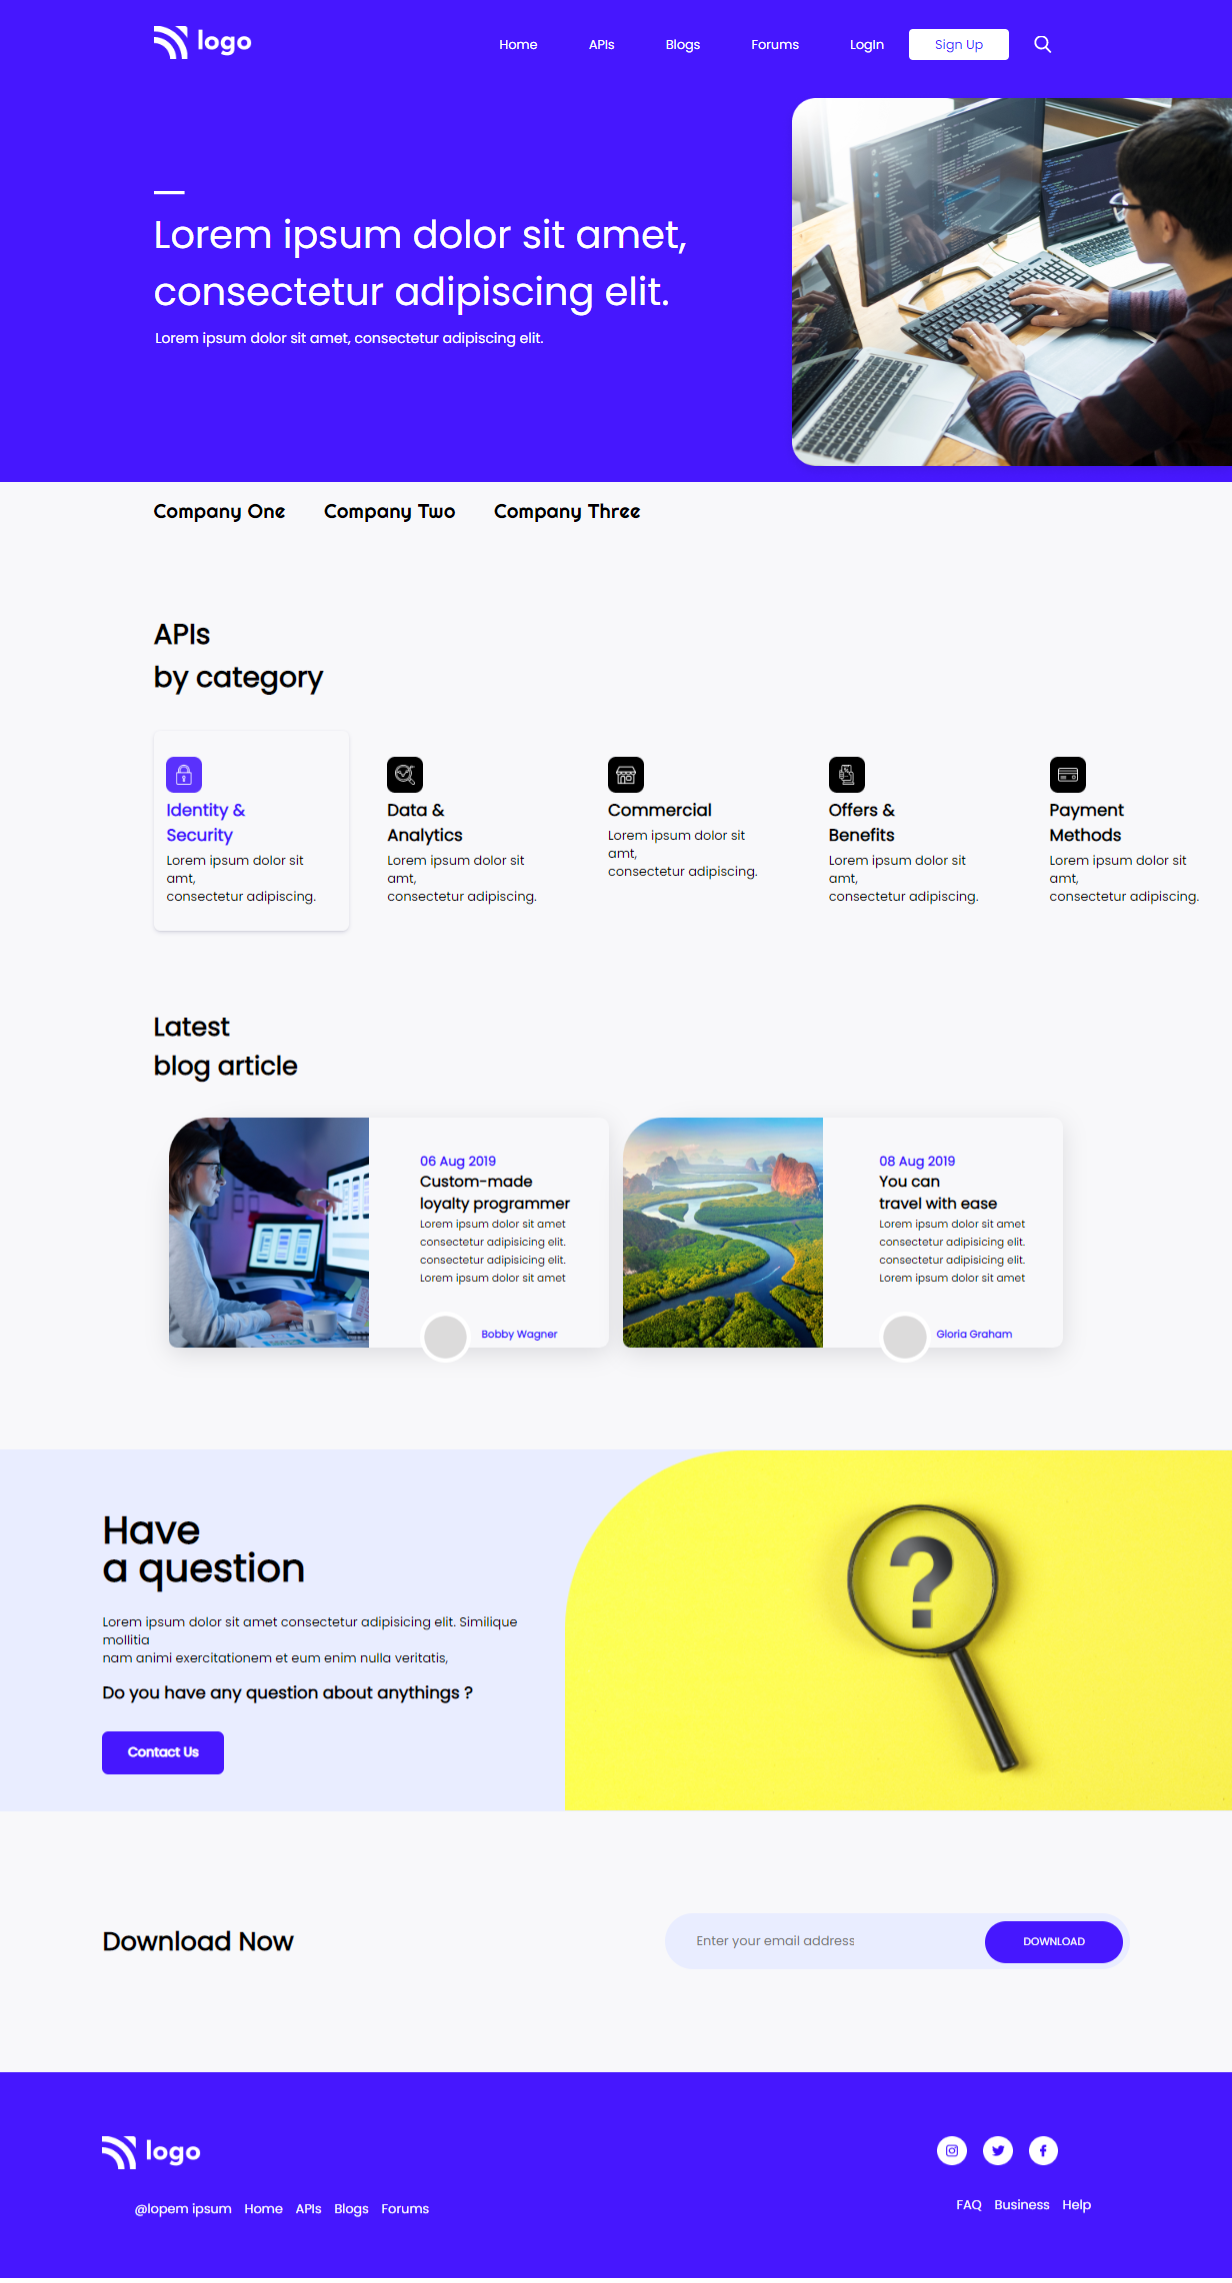 logo
Home APIs Blogs Forums LogIn Sign Up
Lorem ipsum dolor sit amet,
consectetur adipiscing elit.
Lorem ipsum dolor sit amet, consectetur adipiscing elit.
Company One Company Two Company Three
APIs
by category
Identity &
Security
Lorem ipsum dolor sit
amt,
consectetur adipiscing.
Data &
Analytics
Lorem ipsum dolor sit
amt,
consectetur adipiscing.
Commercial
Lorem ipsum dolor sit
amt,
consectetur adipiscing.
Offers &
Benefits
Lorem ipsum dolor sit
amt,
consectetur adipiscing.
Payment
Methods
Lorem ipsum dolor sit
amt,
consectetur adipiscing.
Latest
blog article
06 Aug 2019
Custom-made
loyalty programmer
Lorem ipsum dolor sit amet
consectetur adipisicing elit.
consectetur adipisicing elit.
Lorem ipsum dolor sit amet
Bobby Wagner
08 Aug 2019
You can
travel with ease
Lorem ipsum dolor sit amet
consectetur adipisicing elit.
consectetur adipisicing elit.
Lorem ipsum dolor sit amet
Gloria Graham
Have
a question
Lorem ipsum dolor sit amet consectetur adipisicing elit. Similique
mollitia
nam animi exercitationem et eum enim nulla veritatis,
Do you have any question about anythings ?
Contact Us
?
Download Now
Enter your email address
DOWNLOAD
logo
@lopem ipsum Home APIs Blogs Forums
FAQ Business Help